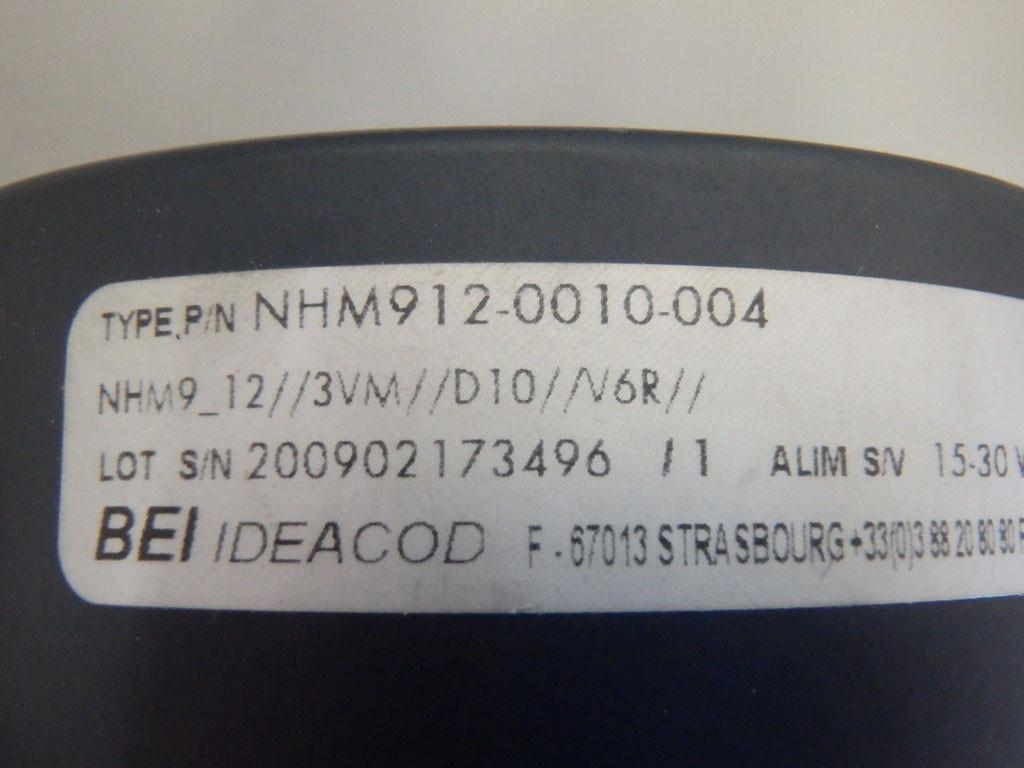 TYPE,P/N NHM912-0010-004
NHM9_12//3VM//D10//V6R//
LOT S/N 200902173496 /1 ALIM S/V 15-30 V
BEI IDEACOD F - 67013 STRASBOURG +33(0)3 88 20 80 80 F